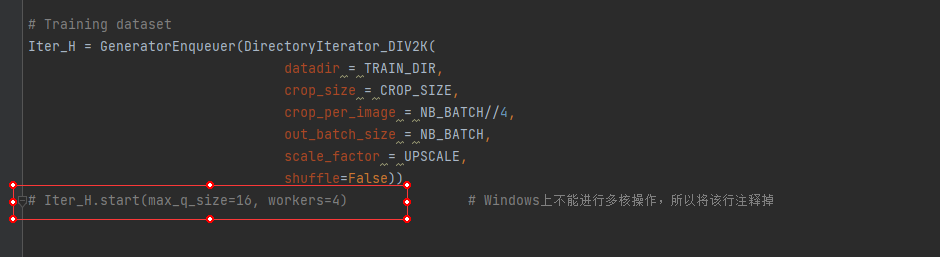 # Training dataset
Iter_H = GeneratorEnqueuer(DirectoryIterator_DIV2K(
datadir = TRAIN_DIR,
crop_size = CROP_SIZE,
crop_per_image = NB_BATCH//4,
out_batch_size = NB_BATCH,
scale_factor = UPSCALE,
shuffle=False))
# Iter_H.start(max_q_size=16, workers=4) # Windows上不能进行多核操作，所以将该行注释掉